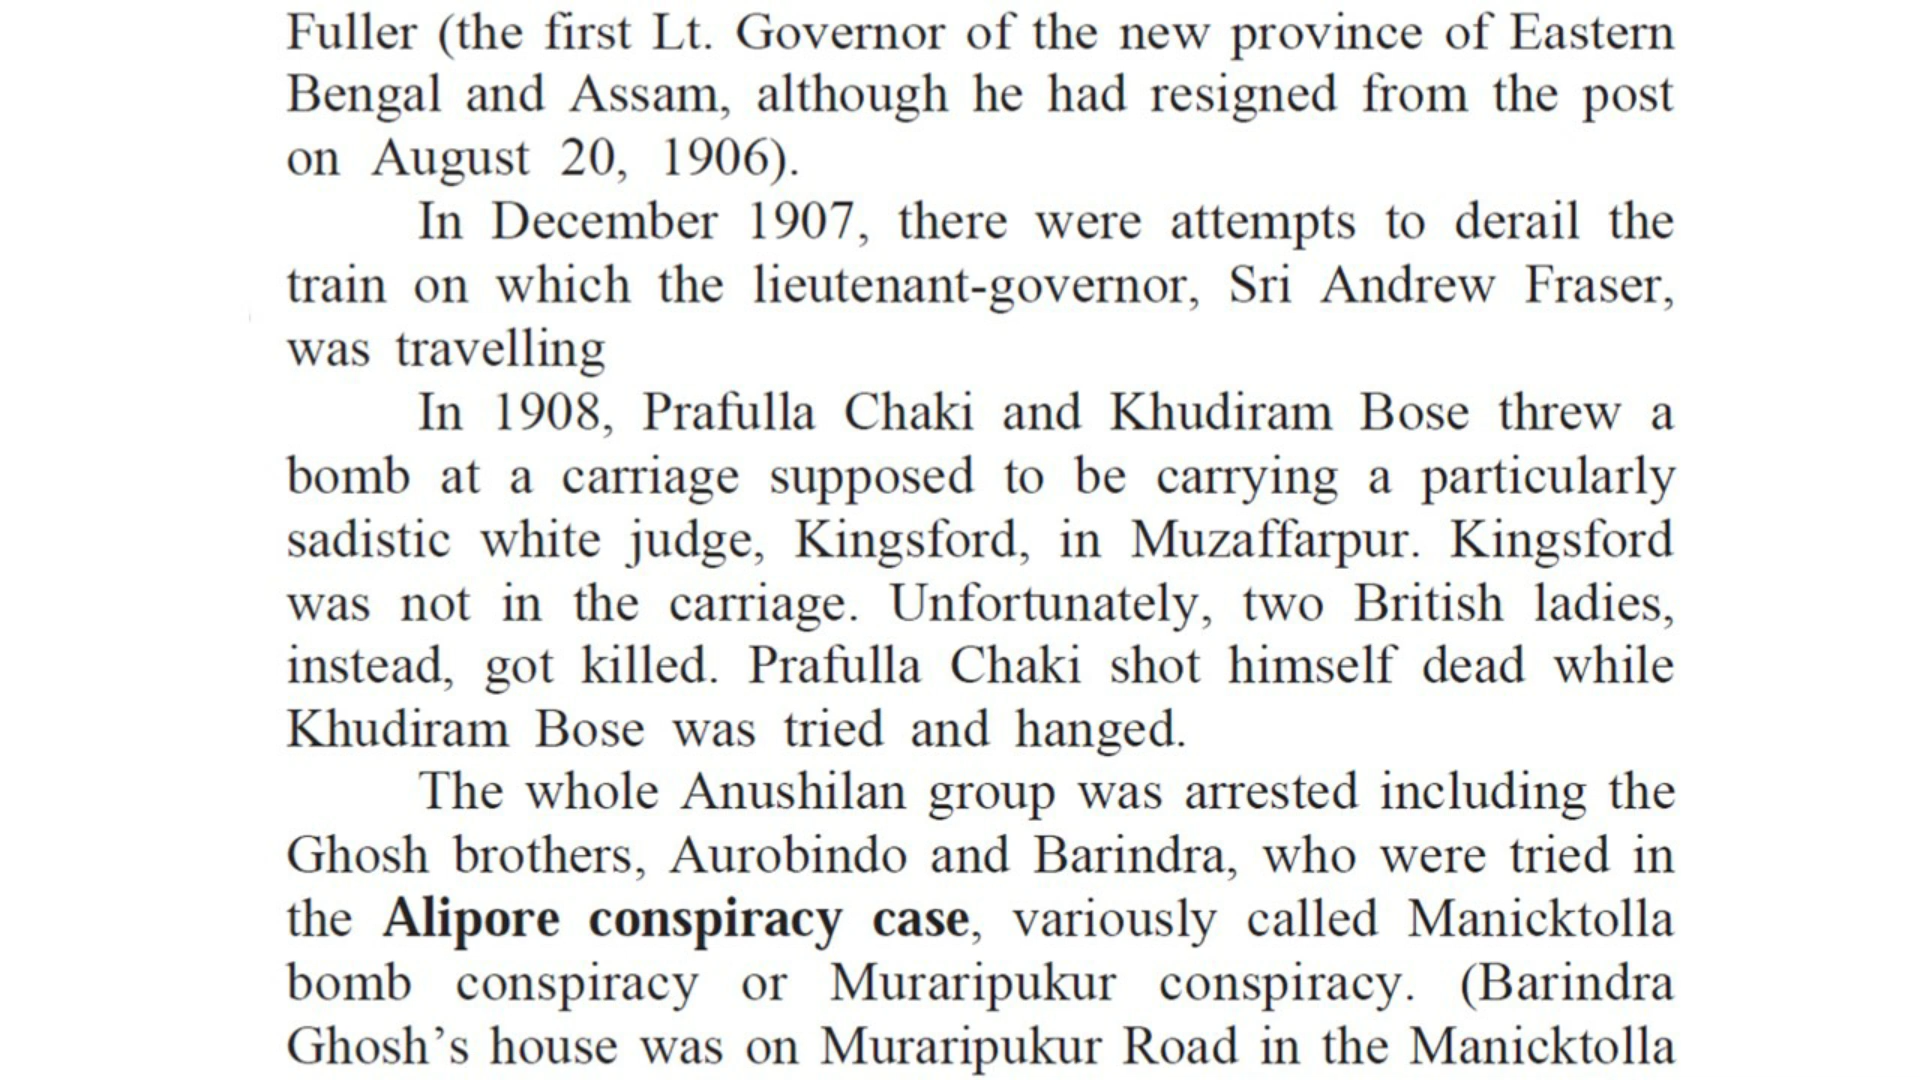 Fuller (the first Lt. Governor of the new province of Eastern
Bengal and Assam, although he had resigned from the post
on August 20, 1906).
In December 1907, there were attempts to derail the
train on which the lieutenant-governor, Sri Andrew Fraser,
was travelling
In 1908, Prafulla Chaki and Khudiram Bose threw a
bomb at a carriage supposed to be carrying a particularly
sadistic white judge, Kingsford, in Muzaffarpur. Kingsford
was not in the carriage. Unfortunately, two British ladies,
instead, got killed. Prafulla Chaki shot himself dead while
Khudiram Bose was tried and hanged.
The whole Anushilan group was arrested including the
Ghosh brothers, Aurobindo and Barindra, who were tried in
the Alipore conspiracy case, variously called Manicktolla
bomb conspiracy or Muraripukur conspiracy. (Barindra
Ghosh’s house was on Muraripukur Road in the Manicktolla